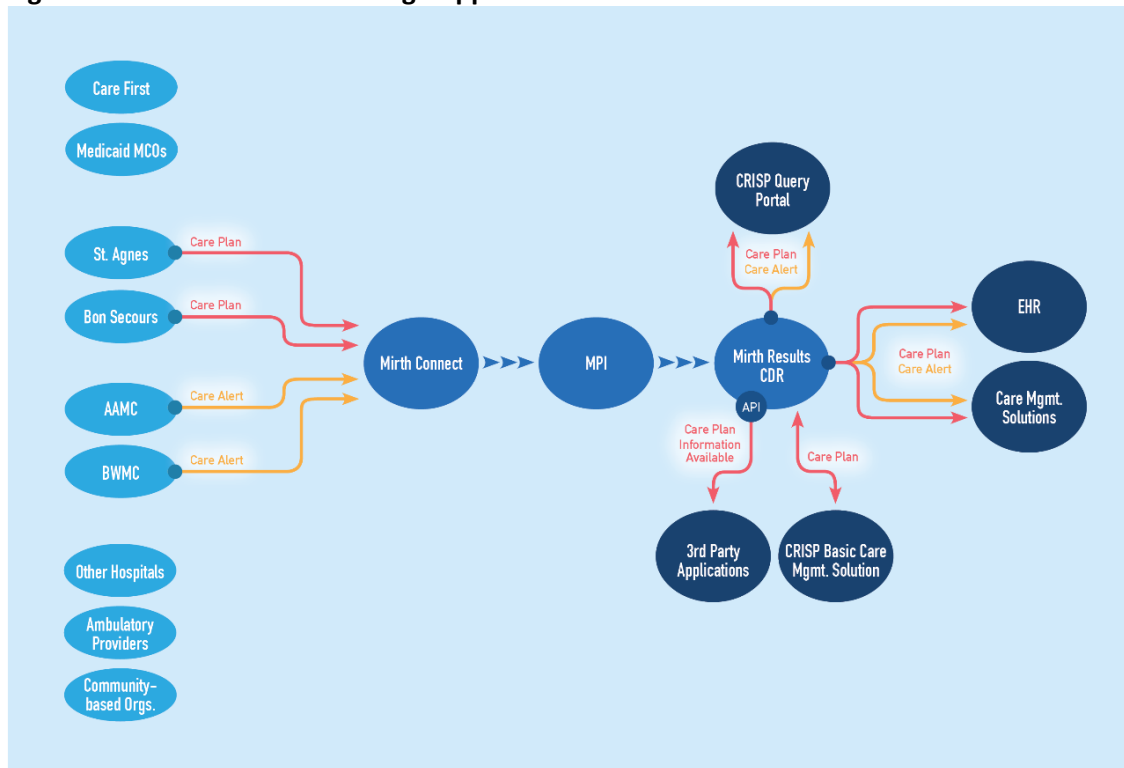 Care First
Medicaid MCOs
St. Agnes
Care Plan
Bon Secours
Care Plan
AAMC
Care Alert
BWMC
Care Alert
Other Hospitals
Ambulatory
Providers
Community-
based Orgs.
Mirth Connect
MPI
Mirth Results
CDR
API
CRISP Query
Portal
Care Plan
Care Alert
EHR
Care Plan
Care Alert
Care Mgmt.
Solutions
Care Plan
Information
Available
Care Plan
3rd Party
Applications
CRISP Basic Care
Mgmt. Solution